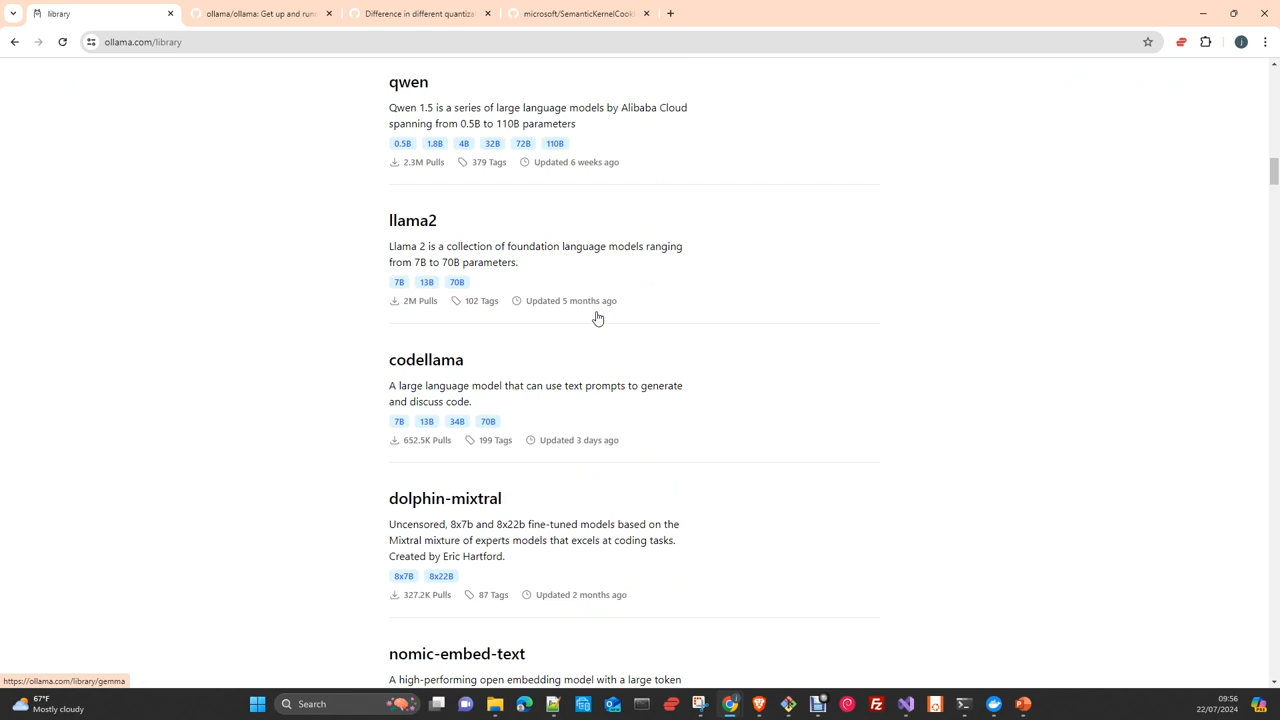 library
ollama/ollama: Get up and runn
Difference in different quantiza
microsoft/SemanticKernelCook
ollama.com/library
qwen
Qwen 1.5 is a series of large language models by Alibaba Cloud
spanning from 0.5B to 110B parameters
0.5B 1.8B 4B 32B 72B 110B
2.3M Pulls 379 Tags Updated 6 weeks ago
llama2
Llama 2 is a collection of foundation language models ranging
from 7B to 70B parameters.
7B 13B 70B
2M Pulls 102 Tags Updated 5 months ago
codellama
A large language model that can use text prompts to generate
and discuss code.
7B 13B 34B 70B
652.5K Pulls 199 Tags Updated 3 days ago
dolphin-mixtral
Uncensored, 8x7b and 8x22b fine-tuned models based on the
Mixtral mixture of experts models that excels at coding tasks.
Created by Eric Hartford.
8x7B 8x22B
327.2K Pulls 87 Tags Updated 2 months ago
nomic-embed-text
A high-performing open embedding model with a large token
https://ollama.com/library/gemma
67°F
Mostly cloudy
Search
09:56
22/07/2024